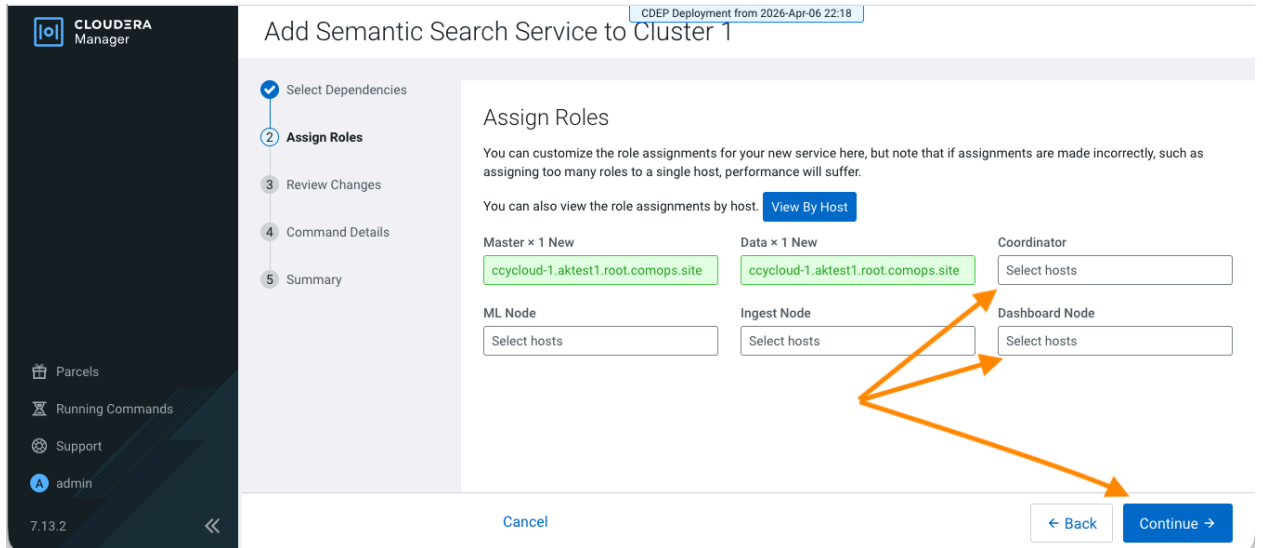 CLOUDERA
Manager
CDEP Deployment from 2026-Apr-06 22:18
Add Semantic Search Service to Cluster 1
Select Dependencies
2 Assign Roles
3 Review Changes
4 Command Details
5 Summary
Assign Roles
You can customize the role assignments for your new service here, but note that if assignments are made incorrectly, such as
assigning too many roles to a single host, performance will suffer.
You can also view the role assignments by host. View By Host
Master × 1 New Data × 1 New Coordinator
ccycloud-1.aktest1.root.comops.site ccycloud-1.aktest1.root.comops.site Select hosts
ML Node Ingest Node Dashboard Node
Select hosts Select hosts Select hosts
Parcels
Running Commands
Support
A admin
7.13.2
Cancel ← Back Continue →